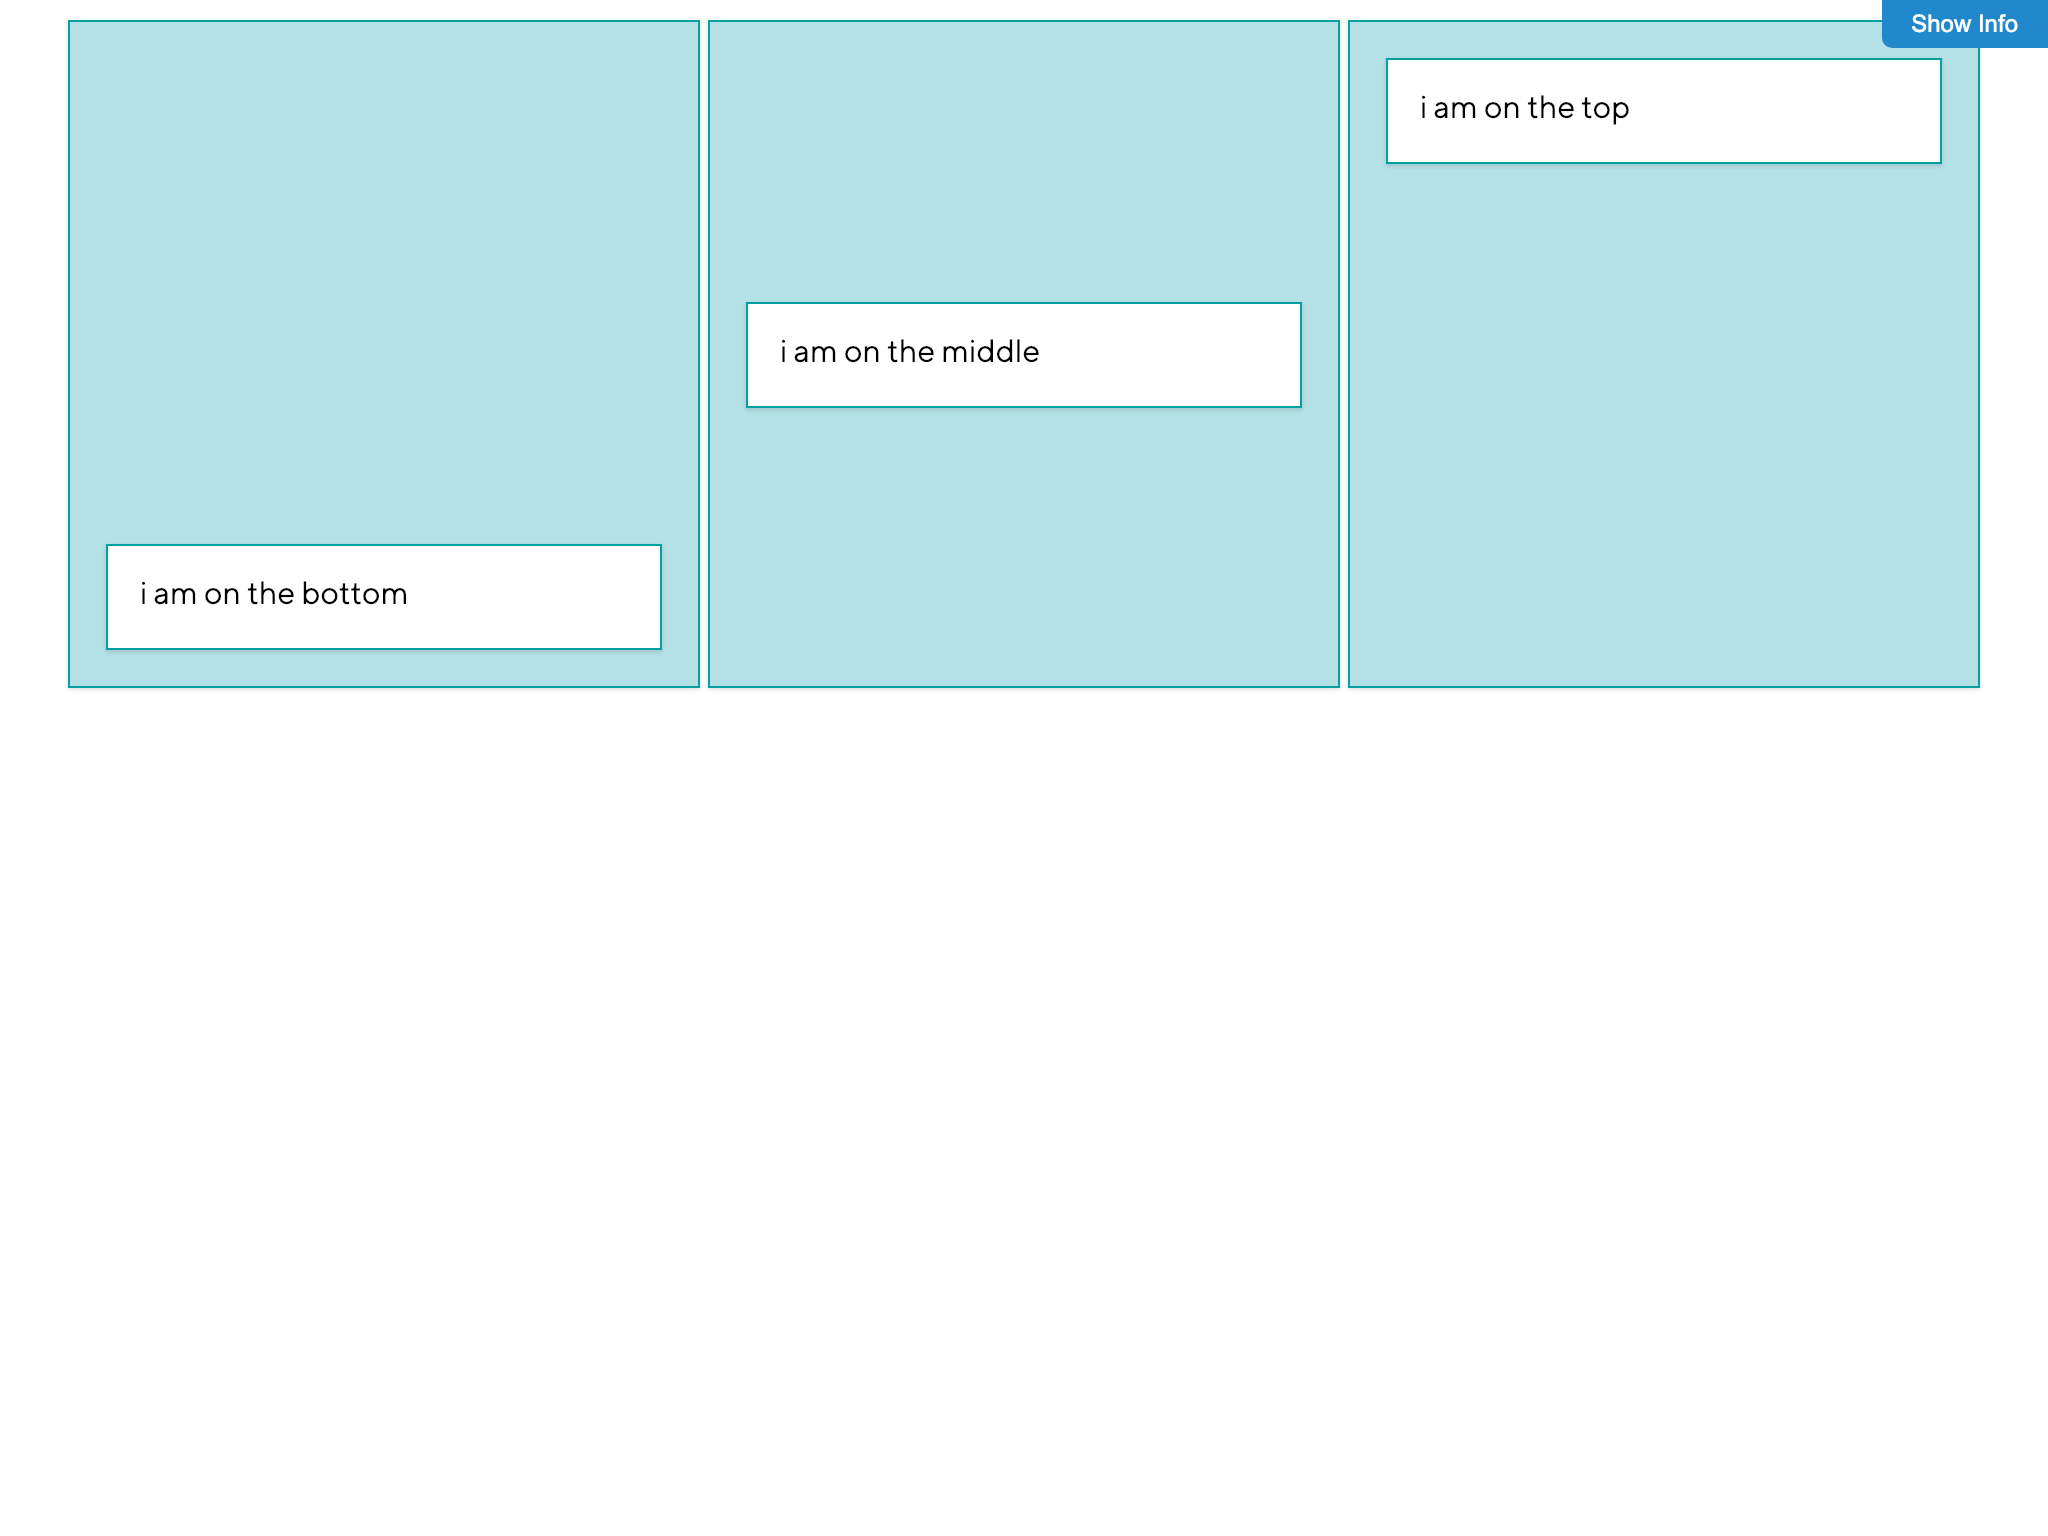 Show Info
i am on the bottom
i am on the middle
i am on the top